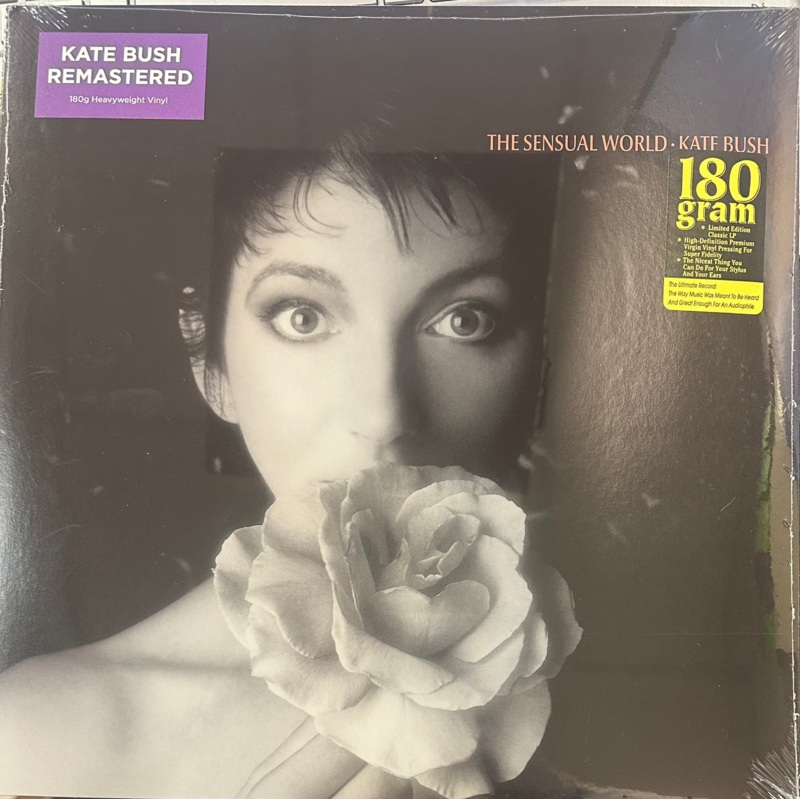 KATE BUSH
REMASTERED
180g Heavyweight Vinyl
THE SENSUAL WORLD · KATE BUSH
180
gram
• Limited Edition
Classic LP
• High-Definition Premium
Virgin Vinyl Pressing For
Super Fidelity
• The Nicest Thing You
Can Do For Your Stylus
And Your Ears
The Ultimate Record:
The Way Music Was Meant To Be Heard
And Great Enough For An Audiophile